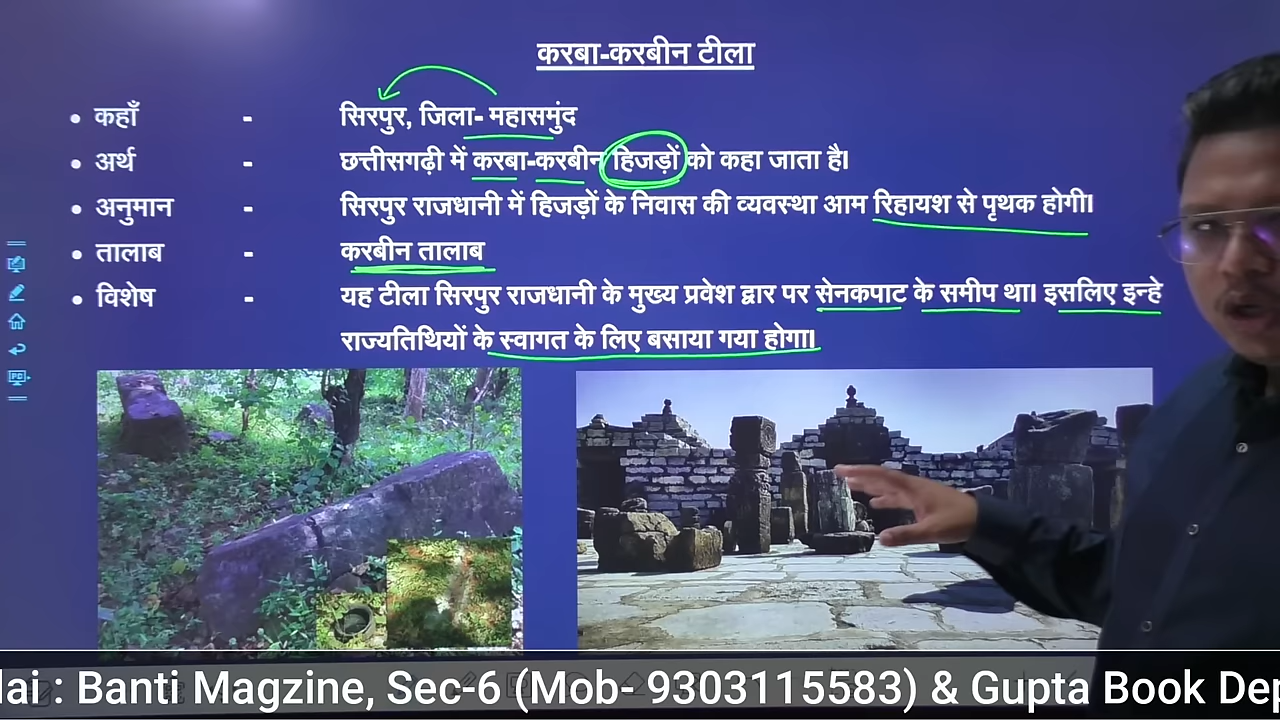 करबा-करबीन टीला
• कहाँ - सिरपुर, जिला- महासमुंद
• अर्थ - छत्तीसगढ़ी में करबा-करबीन हिजड़ों को कहा जाता है।
• अनुमान - सिरपुर राजधानी में हिजड़ों के निवास की व्यवस्था आम रिहायश से पृथक होगी।
• तालाब - करबीन तालाब
• विशेष - यह टीला सिरपुर राजधानी के मुख्य प्रवेश द्वार पर सेनकपाट के समीप था। इसलिए इन्हे
राज्यतिथियों के स्वागत के लिए बसाया गया होगा।
lai : Banti Magzine, Sec-6 (Mob- 9303115583) & Gupta Book Dep